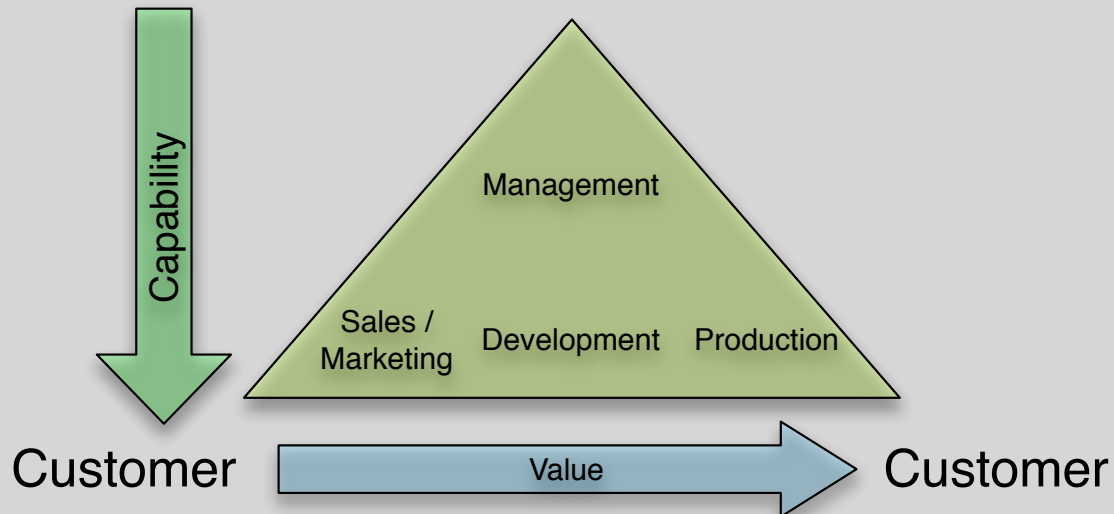 Capability
Management
Sales /
Marketing
Development
Production
Customer
Value
Customer